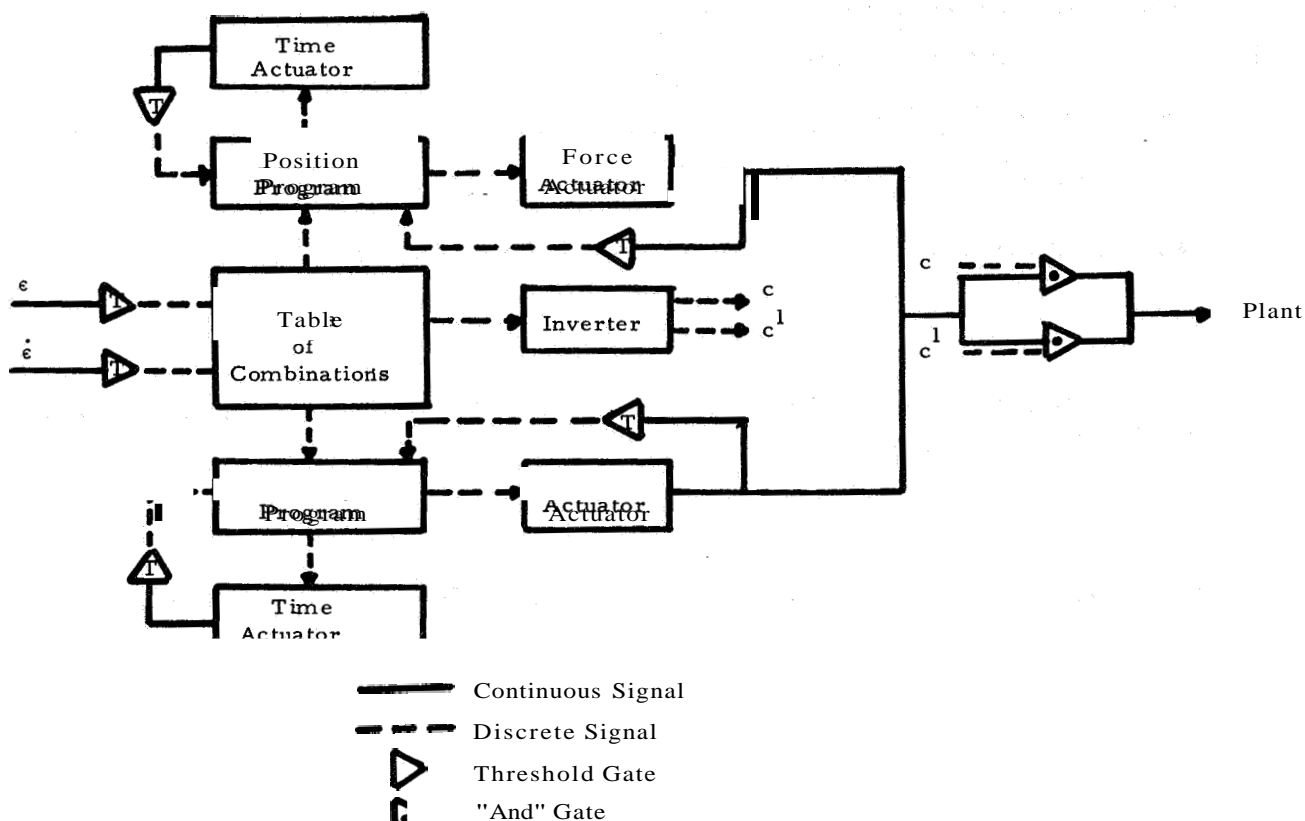 Time
Actuator
T
Position
Program
Force
Actuator
T
ϵ
T
Table
of
Combinations
Inverter
c
c1
ϵ̇
T
c
c1
Plant
T
Program
Actuator
T
Time
Actuator
Continuous Signal
Discrete Signal
Threshold Gate
"And" Gate